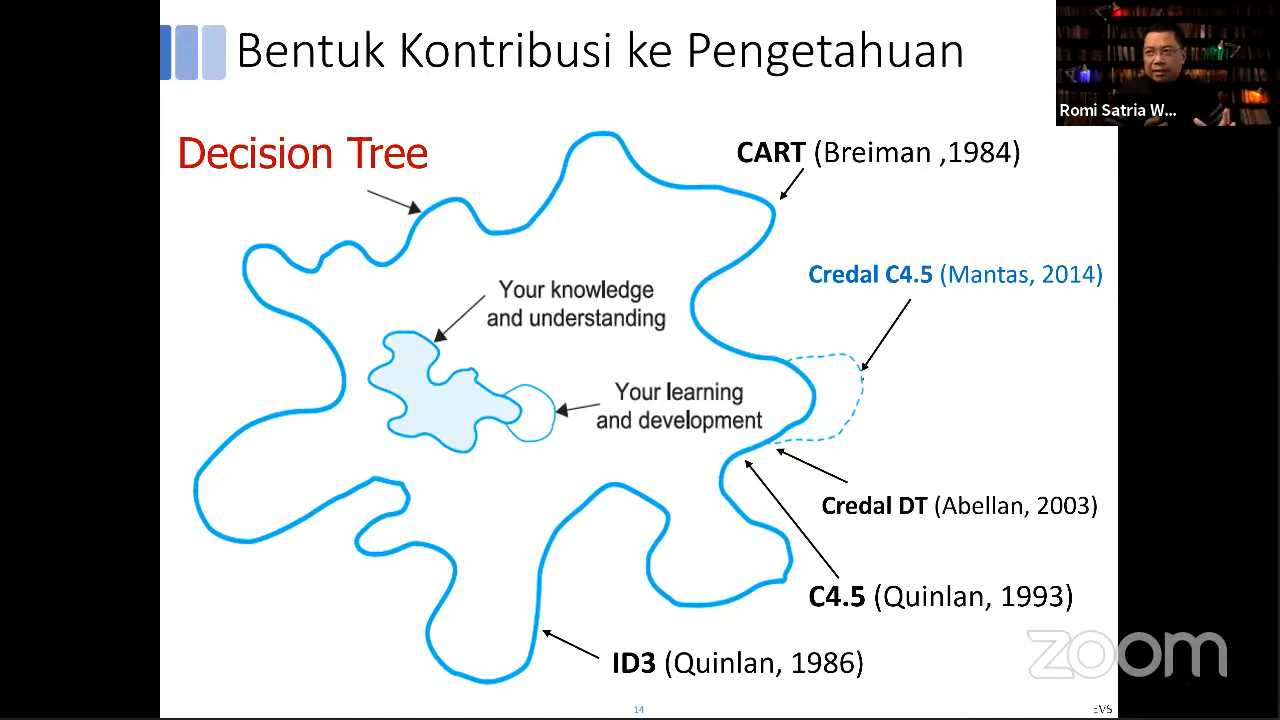 Bentuk Kontribusi ke Pengetahuan
Romi Satria W...
Decision Tree
CART (Breiman ,1984)
Credal C4.5 (Mantas, 2014)
Your knowledge
and understanding
Your learning
and development
Credal DT (Abellan, 2003)
C4.5 (Quinlan, 1993)
ID3 (Quinlan, 1986)
zoom
14
EVS